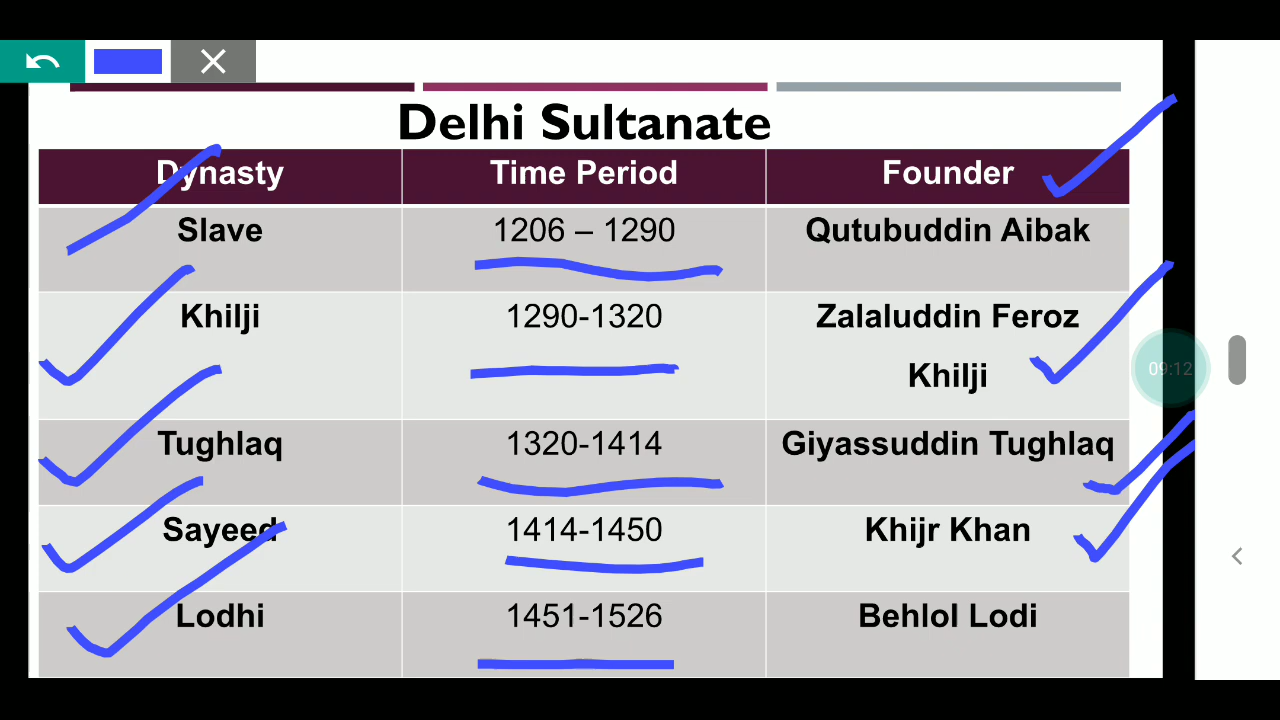 Delhi Sultanate
Dynasty Time Period Founder
Slave 1206 – 1290 Qutubuddin Aibak
Khilji 1290-1320 Zalaluddin Feroz
Khilji
09:12
Tughlaq 1320-1414 Giyassuddin Tughlaq
Sayeed 1414-1450 Khijr Khan
Lodhi 1451-1526 Behlol Lodi